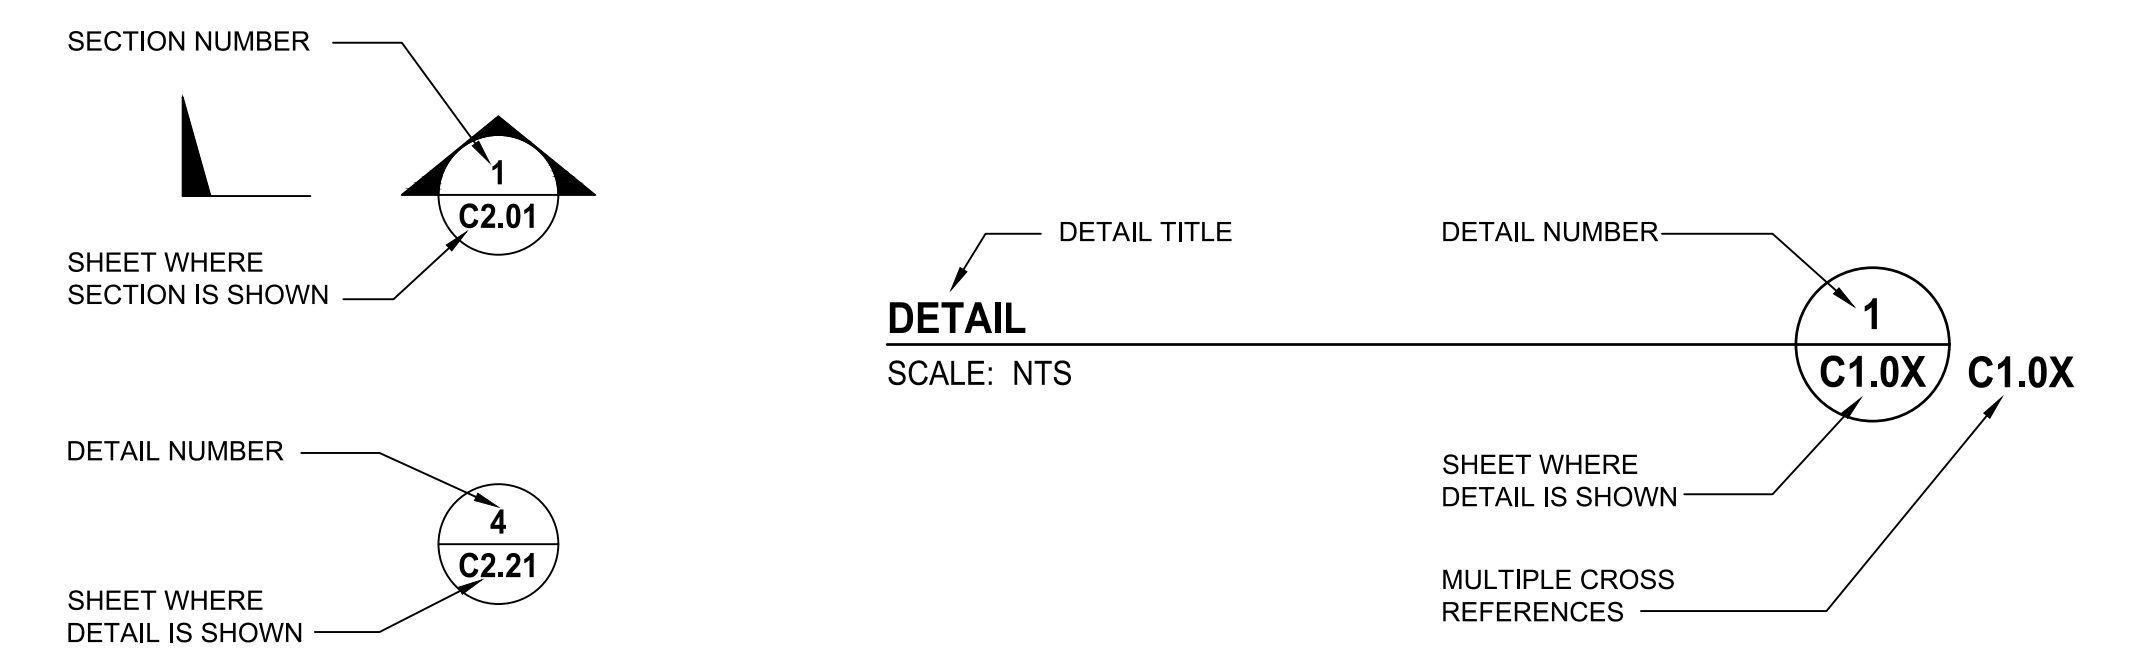 SECTION NUMBER
1
C2.01
SHEET WHERE
SECTION IS SHOWN
DETAIL NUMBER
4
C2.21
SHEET WHERE
DETAIL IS SHOWN
DETAIL TITLE
DETAIL
SCALE: NTS
DETAIL NUMBER
1
C1.0X C1.0X
SHEET WHERE
DETAIL IS SHOWN
MULTIPLE CROSS
REFERENCES